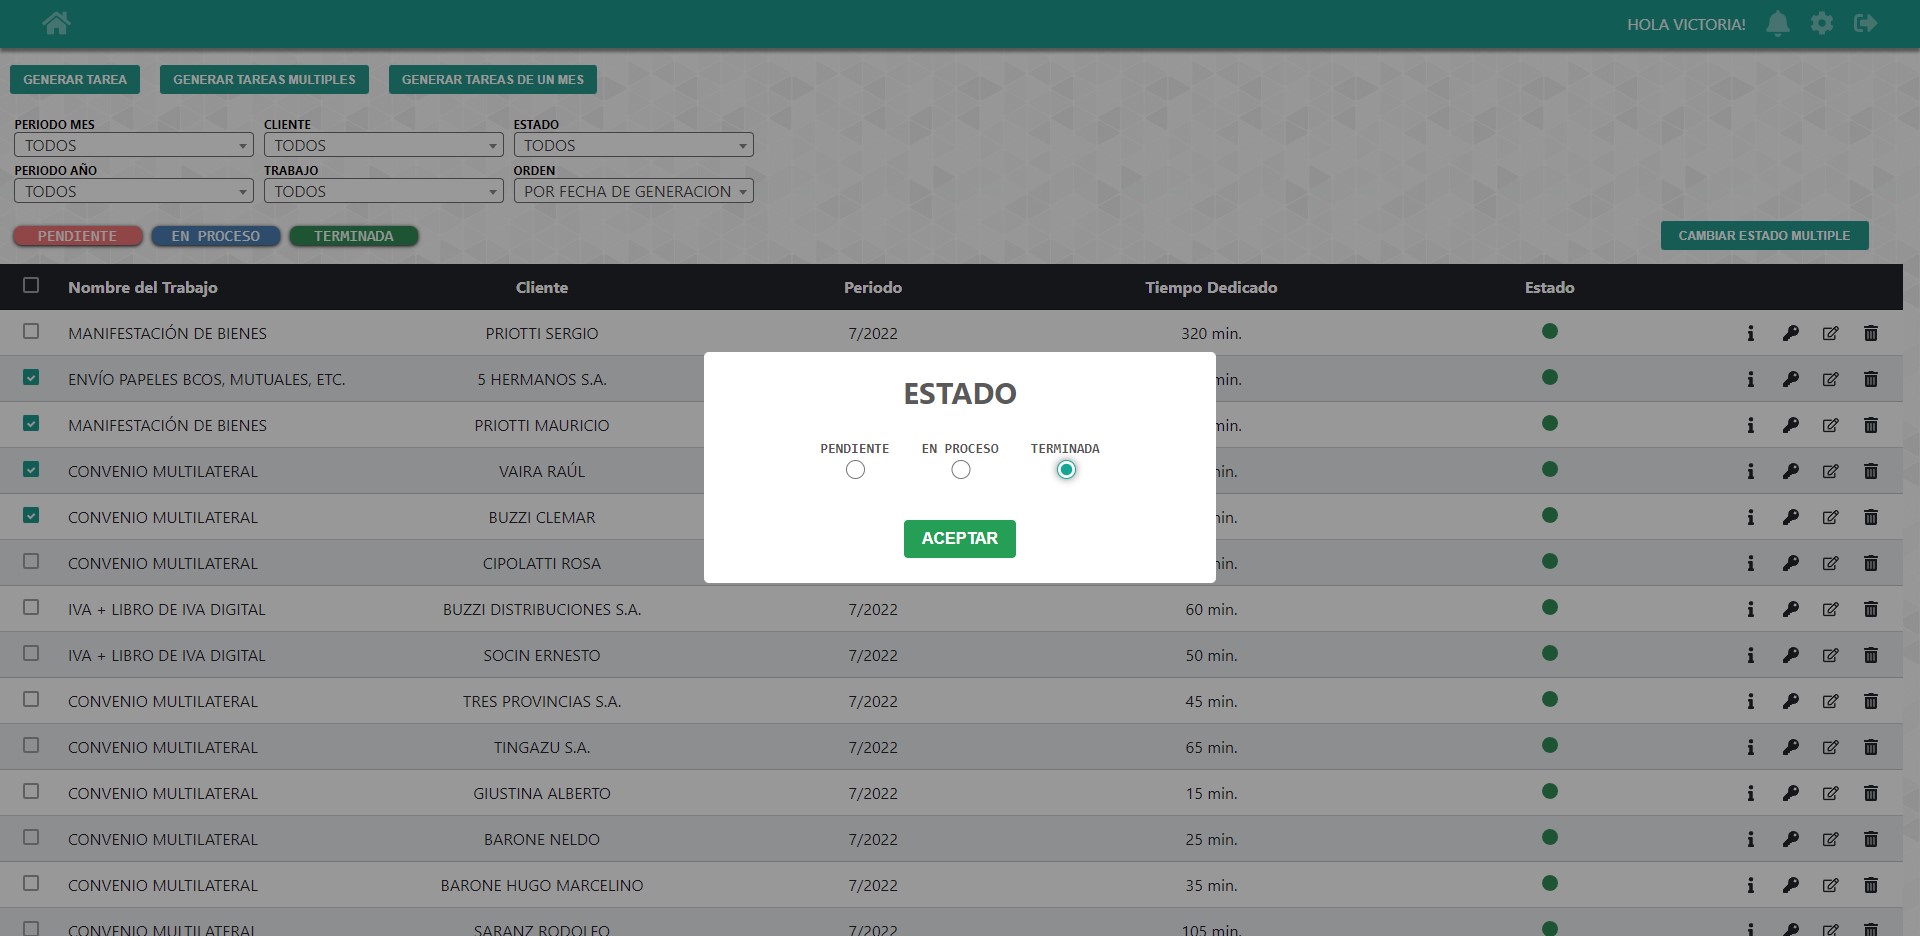 HOLA VICTORIA!
GENERAR TAREA GENERAR TAREAS MULTIPLES GENERAR TAREAS DE UN MES
PERIODO MES CLIENTE ESTADO
TODOS TODOS TODOS
PERIODO AÑO TRABAJO ORDEN
TODOS TODOS POR FECHA DE GENERACION
PENDIENTE EN PROCESO TERMINADA CAMBIAR ESTADO MULTIPLE
Nombre del Trabajo Cliente Periodo Tiempo Dedicado Estado
MANIFESTACIÓN DE BIENES PRIOTTI SERGIO 7/2022 320 min.
ENVÍO PAPELES BCOS, MUTUALES, ETC. 5 HERMANOS S.A. min.
MANIFESTACIÓN DE BIENES PRIOTTI MAURICIO min.
CONVENIO MULTILATERAL VAIRA RAÚL min.
CONVENIO MULTILATERAL BUZZI CLEMAR min.
CONVENIO MULTILATERAL CIPOLATTI ROSA min.
ESTADO
PENDIENTE EN PROCESO TERMINADA
ACEPTAR
IVA + LIBRO DE IVA DIGITAL BUZZI DISTRIBUCIONES S.A. 7/2022 60 min.
IVA + LIBRO DE IVA DIGITAL SOCIN ERNESTO 7/2022 50 min.
CONVENIO MULTILATERAL TRES PROVINCIAS S.A. 7/2022 45 min.
CONVENIO MULTILATERAL TINGAZU S.A. 7/2022 65 min.
CONVENIO MULTILATERAL GIUSTINA ALBERTO 7/2022 15 min.
CONVENIO MULTILATERAL BARONE NELDO 7/2022 25 min.
CONVENIO MULTILATERAL BARONE HUGO MARCELINO 7/2022 35 min.
CONVENIO MULTILATERAL SARANZ RODOLFO 7/2022 105 min.